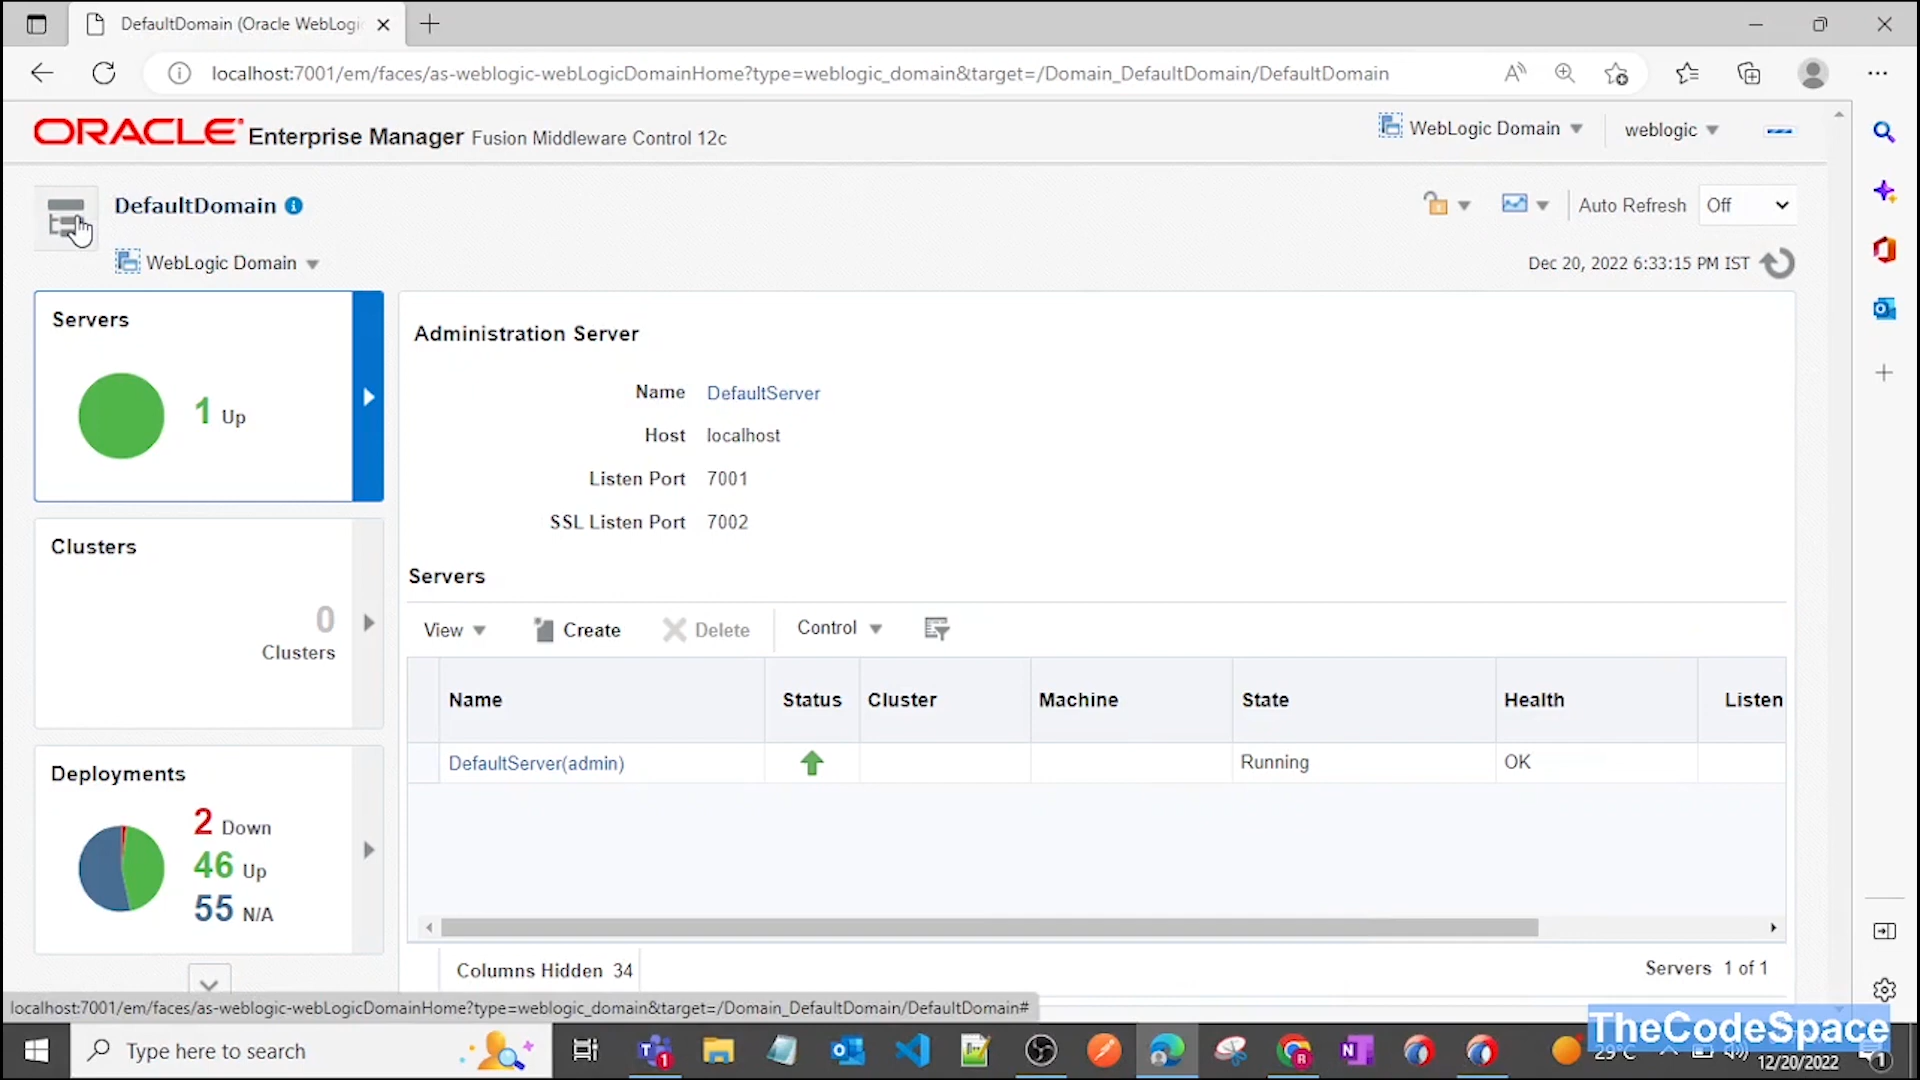 DefaultDomain (Oracle WebLogi
localhost:7001/em/faces/as-weblogic-webLogicDomainHome?type=weblogic_domain&target=/Domain_DefaultDomain/DefaultDomain
ORACLE Enterprise Manager Fusion Middleware Control 12c
WebLogic Domain
weblogic
DefaultDomain
WebLogic Domain
Auto Refresh Off
Dec 20, 2022 6:33:15 PM IST
Servers
1 Up
Clusters
0
Clusters
Deployments
2 Down
46 Up
55 N/A
Administration Server
Name DefaultServer
Host localhost
Listen Port 7001
SSL Listen Port 7002
Servers
View Create Delete Control
Name Status Cluster Machine State Health Listen
DefaultServer(admin) Running OK
Columns Hidden 34
Servers 1 of 1
localhost:7001/em/faces/as-weblogic-webLogicDomainHome?type=weblogic_domain&target=/Domain_DefaultDomain/DefaultDomain#
TheCodeSpace
Type here to search
29°C
12/20/2022